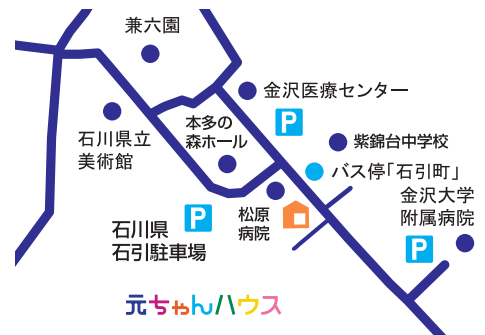 兼六園
金沢医療センター
P
本多の
森ホール
石川県立
美術館
紫錦台中学校
バス停「石引町」
金沢大学
附属病院
P
松原
病院
P
石川県
石引駐車場
元ちゃんハウス